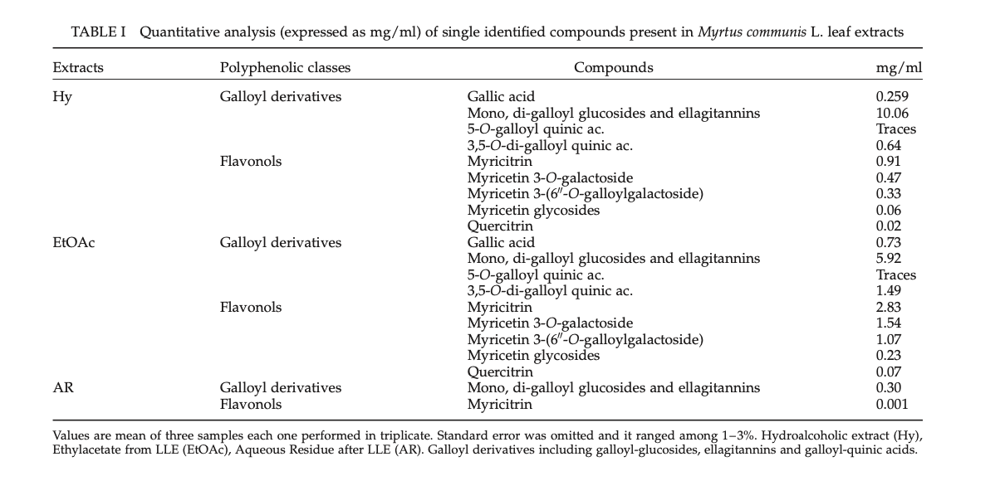 TABLE I Quantitative analysis (expressed as mg/ml) of single identified compounds present in Myrtus communis L. leaf extracts
Extracts Polyphenolic classes Compounds mg/ml
Hy Galloyl derivatives Gallic acid 0.259
Mono, di-galloyl glucosides and ellagitannins 10.06
5-O-galloyl quinic ac. Traces
3,5-O-di-galloyl quinic ac. 0.64
Flavonols Myricitrin 0.91
Myricetin 3-O-galactoside 0.47
Myricetin 3-(6″-O-galloylgalactoside) 0.33
Myricetin glycosides 0.06
Quercitrin 0.02
EtOAc Galloyl derivatives Gallic acid 0.73
Mono, di-galloyl glucosides and ellagitannins 5.92
5-O-galloyl quinic ac. Traces
3,5-O-di-galloyl quinic ac. 1.49
Flavonols Myricitrin 2.83
Myricetin 3-O-galactoside 1.54
Myricetin 3-(6″-O-galloylgalactoside) 1.07
Myricetin glycosides 0.23
Quercitrin 0.07
AR Galloyl derivatives Mono, di-galloyl glucosides and ellagitannins 0.30
Flavonols Myricitrin 0.001
Values are mean of three samples each one performed in triplicate. Standard error was omitted and it ranged among 1–3%. Hydroalcoholic extract (Hy),
Ethylacetate from LLE (EtOAc), Aqueous Residue after LLE (AR). Galloyl derivatives including galloyl-glucosides, ellagitannins and galloyl-quinic acids.